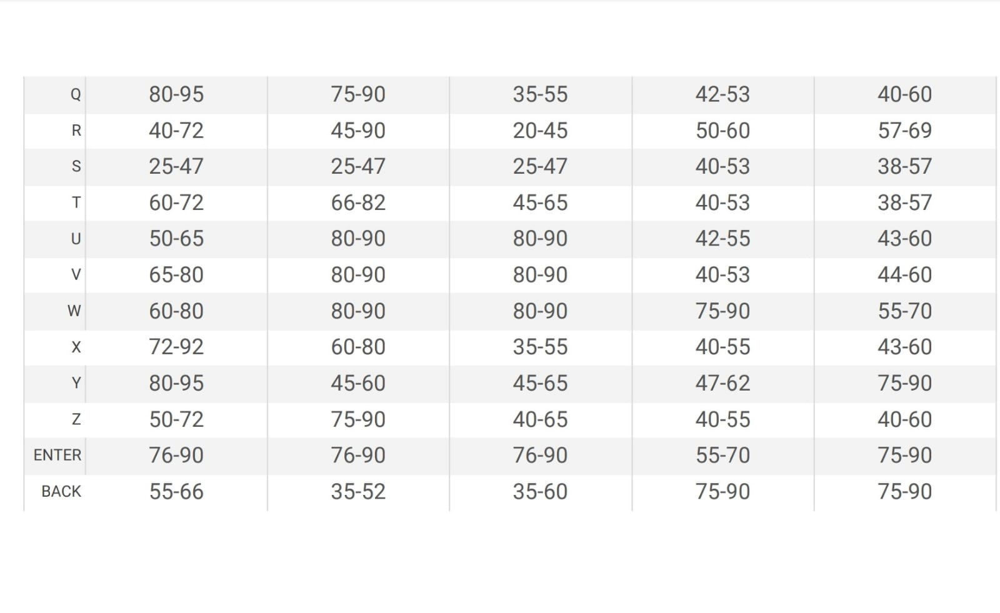 Q 80-95 75-90 35-55 42-53 40-60
R 40-72 45-90 20-45 50-60 57-69
S 25-47 25-47 25-47 40-53 38-57
T 60-72 66-82 45-65 40-53 38-57
U 50-65 80-90 80-90 42-55 43-60
V 65-80 80-90 80-90 40-53 44-60
W 60-80 80-90 80-90 75-90 55-70
X 72-92 60-80 35-55 40-55 43-60
Y 80-95 45-60 45-65 47-62 75-90
Z 50-72 75-90 40-65 40-55 40-60
ENTER 76-90 76-90 76-90 55-70 75-90
BACK 55-66 35-52 35-60 75-90 75-90